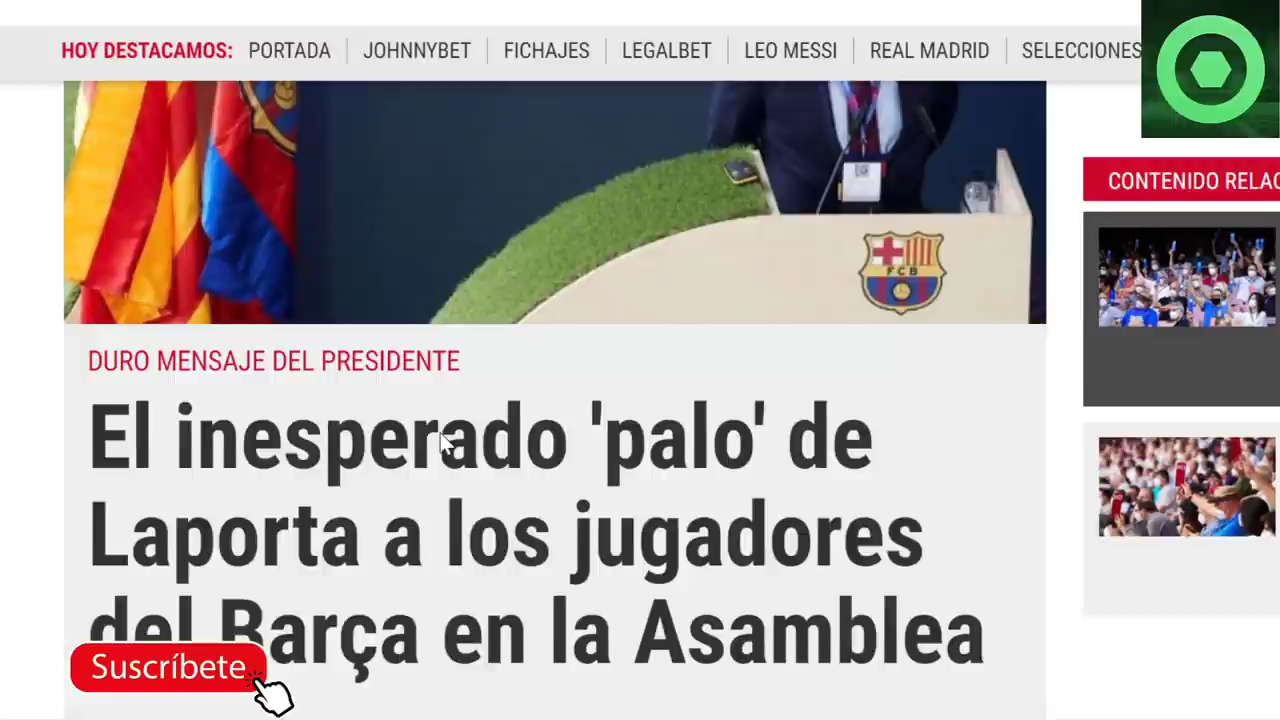 HOY DESTACAMOS: PORTADA JOHNNYBET FICHAJES LEGALBET LEO MESSI REAL MADRID SELECCIONES
CONTENIDO RELAC
FCB
DURO MENSAJE DEL PRESIDENTE
El inesperado 'palo' de
Laporta a los jugadores
del Barça en la Asamblea
Suscríbete